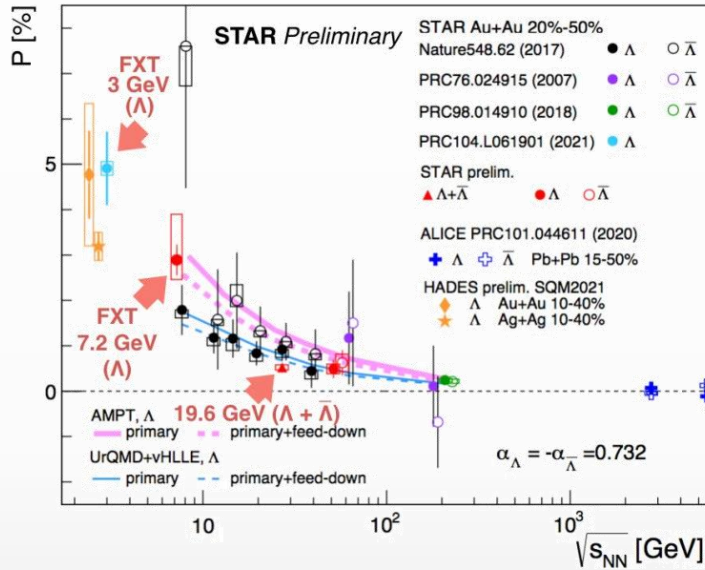 P [%]
STAR Preliminary
STAR Au+Au 20%-50%
Nature548.62 (2017) Λ Λ̅
PRC76.024915 (2007) Λ Λ̅
PRC98.014910 (2018) Λ Λ̅
PRC104.L061901 (2021) Λ
STAR prelim.
Λ+Λ̅ Λ Λ̅
ALICE PRC101.044611 (2020)
Λ Λ̅ Pb+Pb 15-50%
HADES prelim. SQM2021
Λ Au+Au 10-40%
Λ Ag+Ag 10-40%
FXT
3 GeV
(Λ)
5
FXT
7.2 GeV
(Λ)
0
19.6 GeV (Λ + Λ̅)
AMPT, Λ
primary primary+feed-down
UrQMD+vHLLE, Λ
primary primary+feed-down
α_Λ = -α_Λ̅ =0.732
10 10² 10³
√s_NN [GeV]